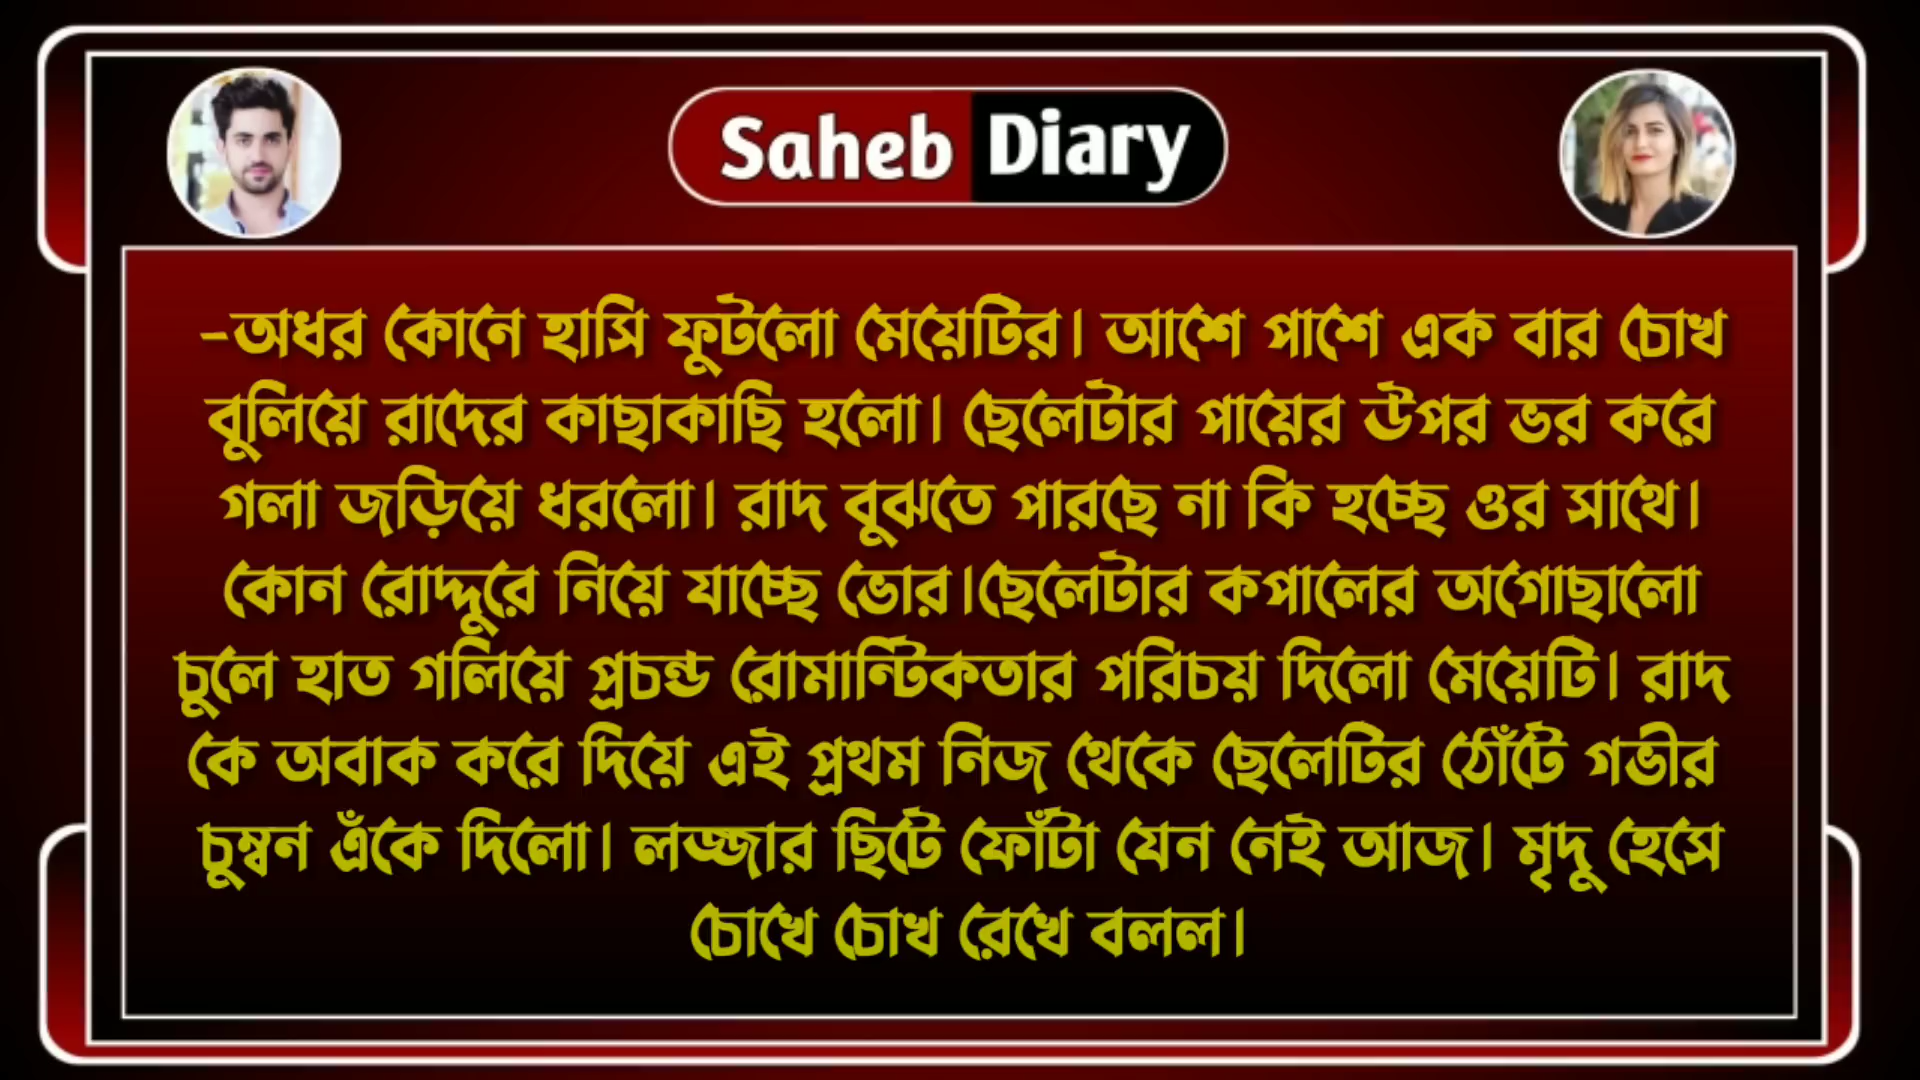 Saheb Diary
-অধর কোনে হাসি ফুটলো মেয়েটির। আশে পাশে এক বার চোখ
বুলিয়ে রাদের কাছাকাছি হলো। ছেলেটার পায়ের উপর ভর করে
গলা জড়িয়ে ধরলো। রাদ বুঝতে পারছে না কি হচ্ছে ওর সাথে।
কোন রোদ্দুরে নিয়ে যাচ্ছে ভোর।ছেলেটার কপালের অগোছালো
চুলে হাত গলিয়ে প্রচন্ড রোমান্টিকতার পরিচয় দিলো মেয়েটি। রাদ
কে অবাক করে দিয়ে এই প্রথম নিজ থেকে ছেলেটির ঠোঁটে গভীর
চুম্বন এঁকে দিলো। লজ্জার ছিটে ফোঁটা যেন নেই আজ। মৃদু হেসে
চোখে চোখ রেখে বলল।